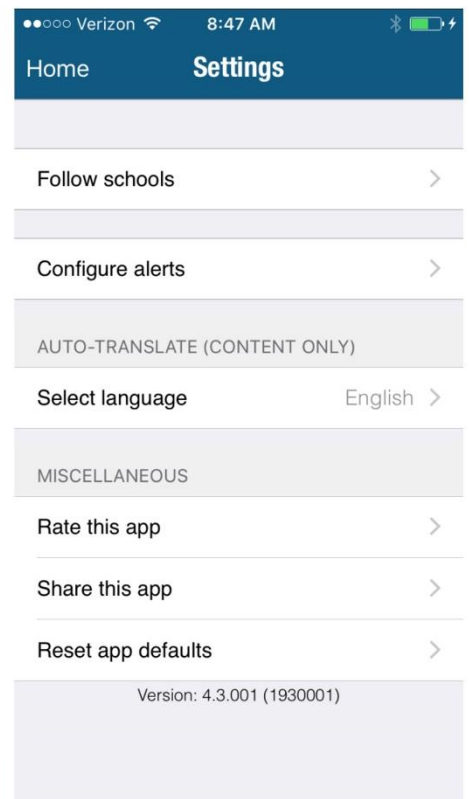 Verizon 8:47 AM
Home Settings
Follow schools
Configure alerts
AUTO-TRANSLATE (CONTENT ONLY)
Select language English
MISCELLANEOUS
Rate this app
Share this app
Reset app defaults
Version: 4.3.001 (1930001)